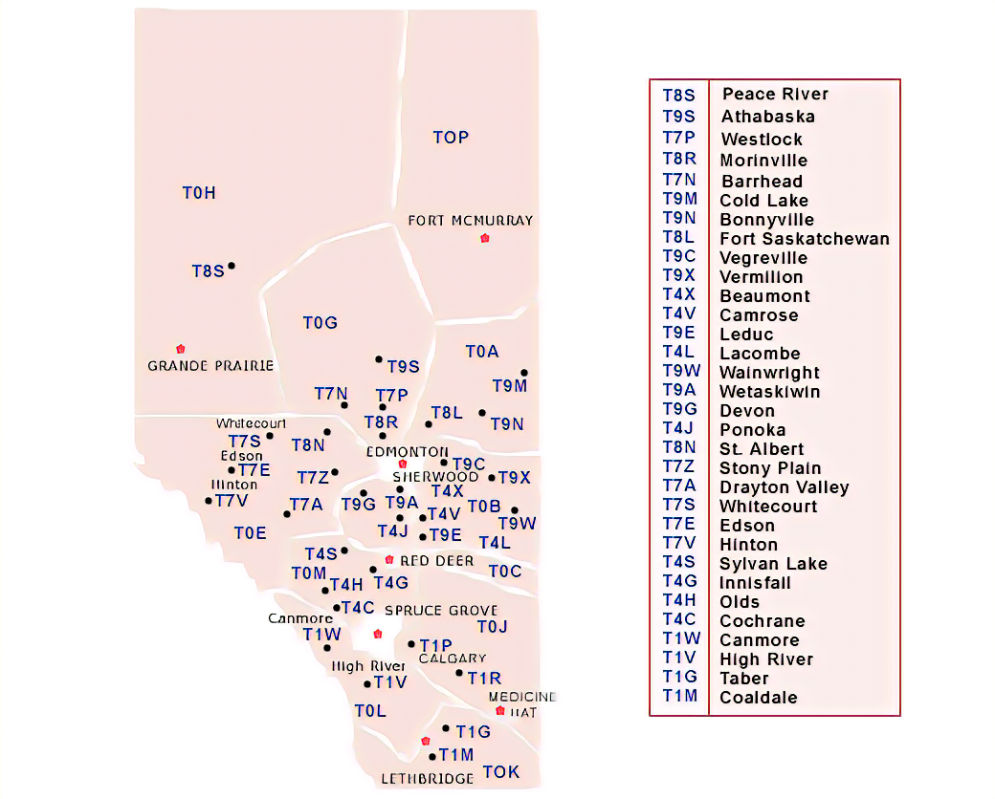 TOP
T0H
FORT MCMURRAY
T8S
T0G
GRANDE PRAIRIE
T0A
T9S
T9M
T7N
T7P
T8L
T8R
T9N
Whitecourt
T7S
T8N
EDMONTON
Edson
T7E
T9C
SHERWOOD
T7Z
T9X
Hinton
T7V
T4X
T7A
T9G
T9A
T0B
T4V
T9W
T0E
T4J
T9E
T4L
T4S
RED DEER
T0M
T0C
T4H
T4G
T4C
SPRUCE GROVE
Canmore
T0J
T1W
T1P
CALGARY
High River
T1R
T1V
MEDICINE
HAT
T0L
T1G
T1M
TOK
LETHBRIDGE
T8S Peace River
T9S Athabaska
T7P Westlock
T8R Morinville
T7N Barrhead
T9M Cold Lake
T9N Bonnyville
T8L Fort Saskatchewan
T9C Vegreville
T9X Vermilion
T4X Beaumont
T4V Camrose
T9E Leduc
T4L Lacombe
T9W Wainwright
T9A Wetaskiwin
T9G Devon
T4J Ponoka
T8N St. Albert
T7Z Stony Plain
T7A Drayton Valley
T7S Whitecourt
T7E Edson
T7V Hinton
T4S Sylvan Lake
T4G Innisfail
T4H Olds
T4C Cochrane
T1W Canmore
T1V High River
T1G Taber
T1M Coaldale